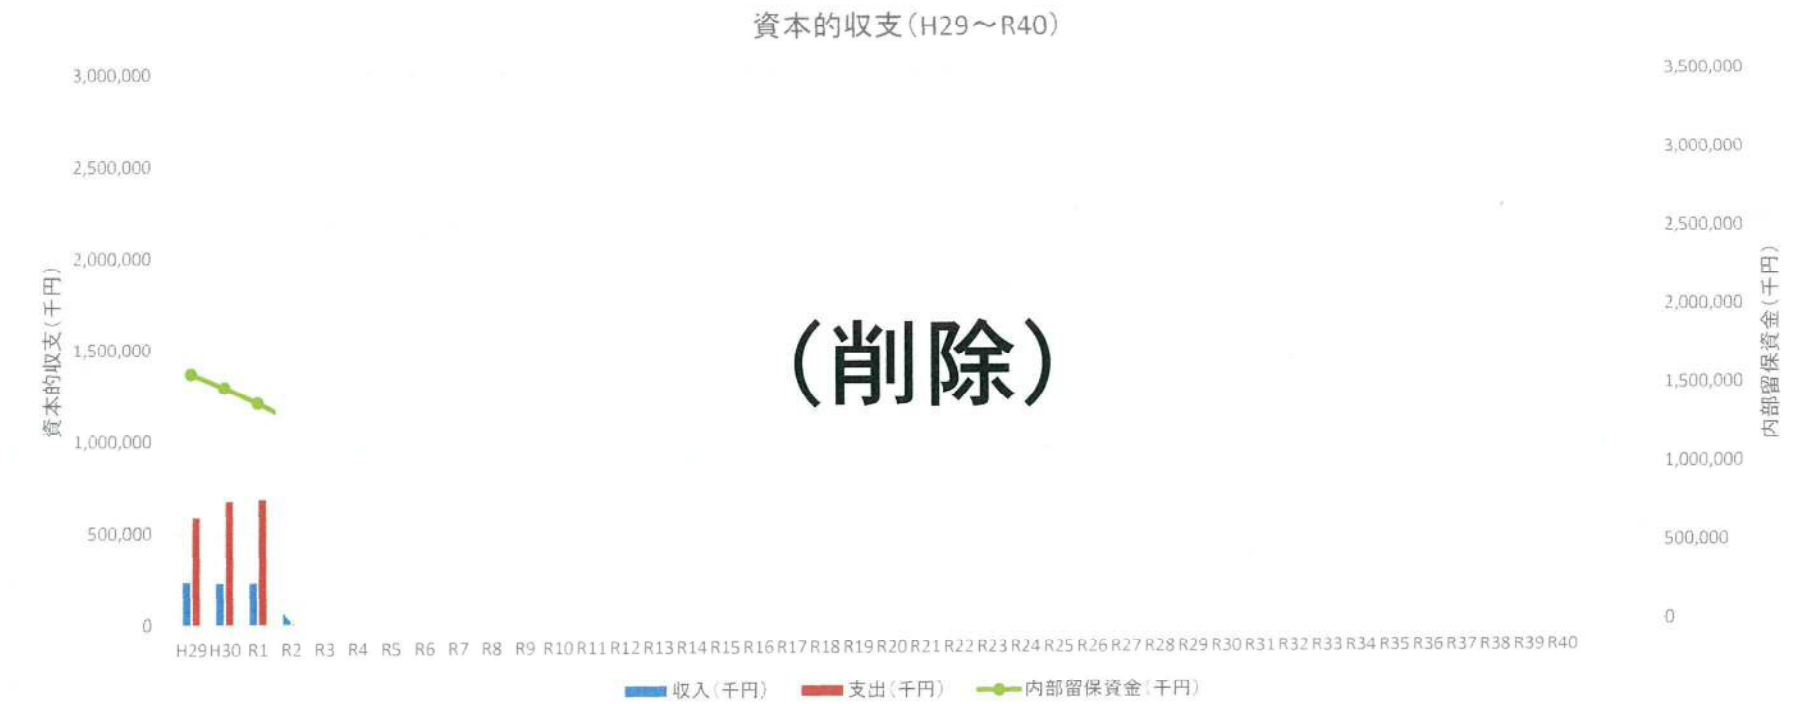 資本的収支(H29～R40)
3,000,000
2,500,000
2,000,000
1,500,000
1,000,000
500,000
0
資本的収支(千円)
3,500,000
3,000,000
2,500,000
2,000,000
1,500,000
1,000,000
500,000
0
内部留保資金(千円)
(削除)
H29 H30 R1 R2 R3 R4 R5 R6 R7 R8 R9 R10 R11 R12 R13 R14 R15 R16 R17 R18 R19 R20 R21 R22 R23 R24 R25 R26 R27 R28 R29 R30 R31 R32 R33 R34 R35 R36 R37 R38 R39 R40
収入(千円) 支出(千円) 内部留保資金(千円)